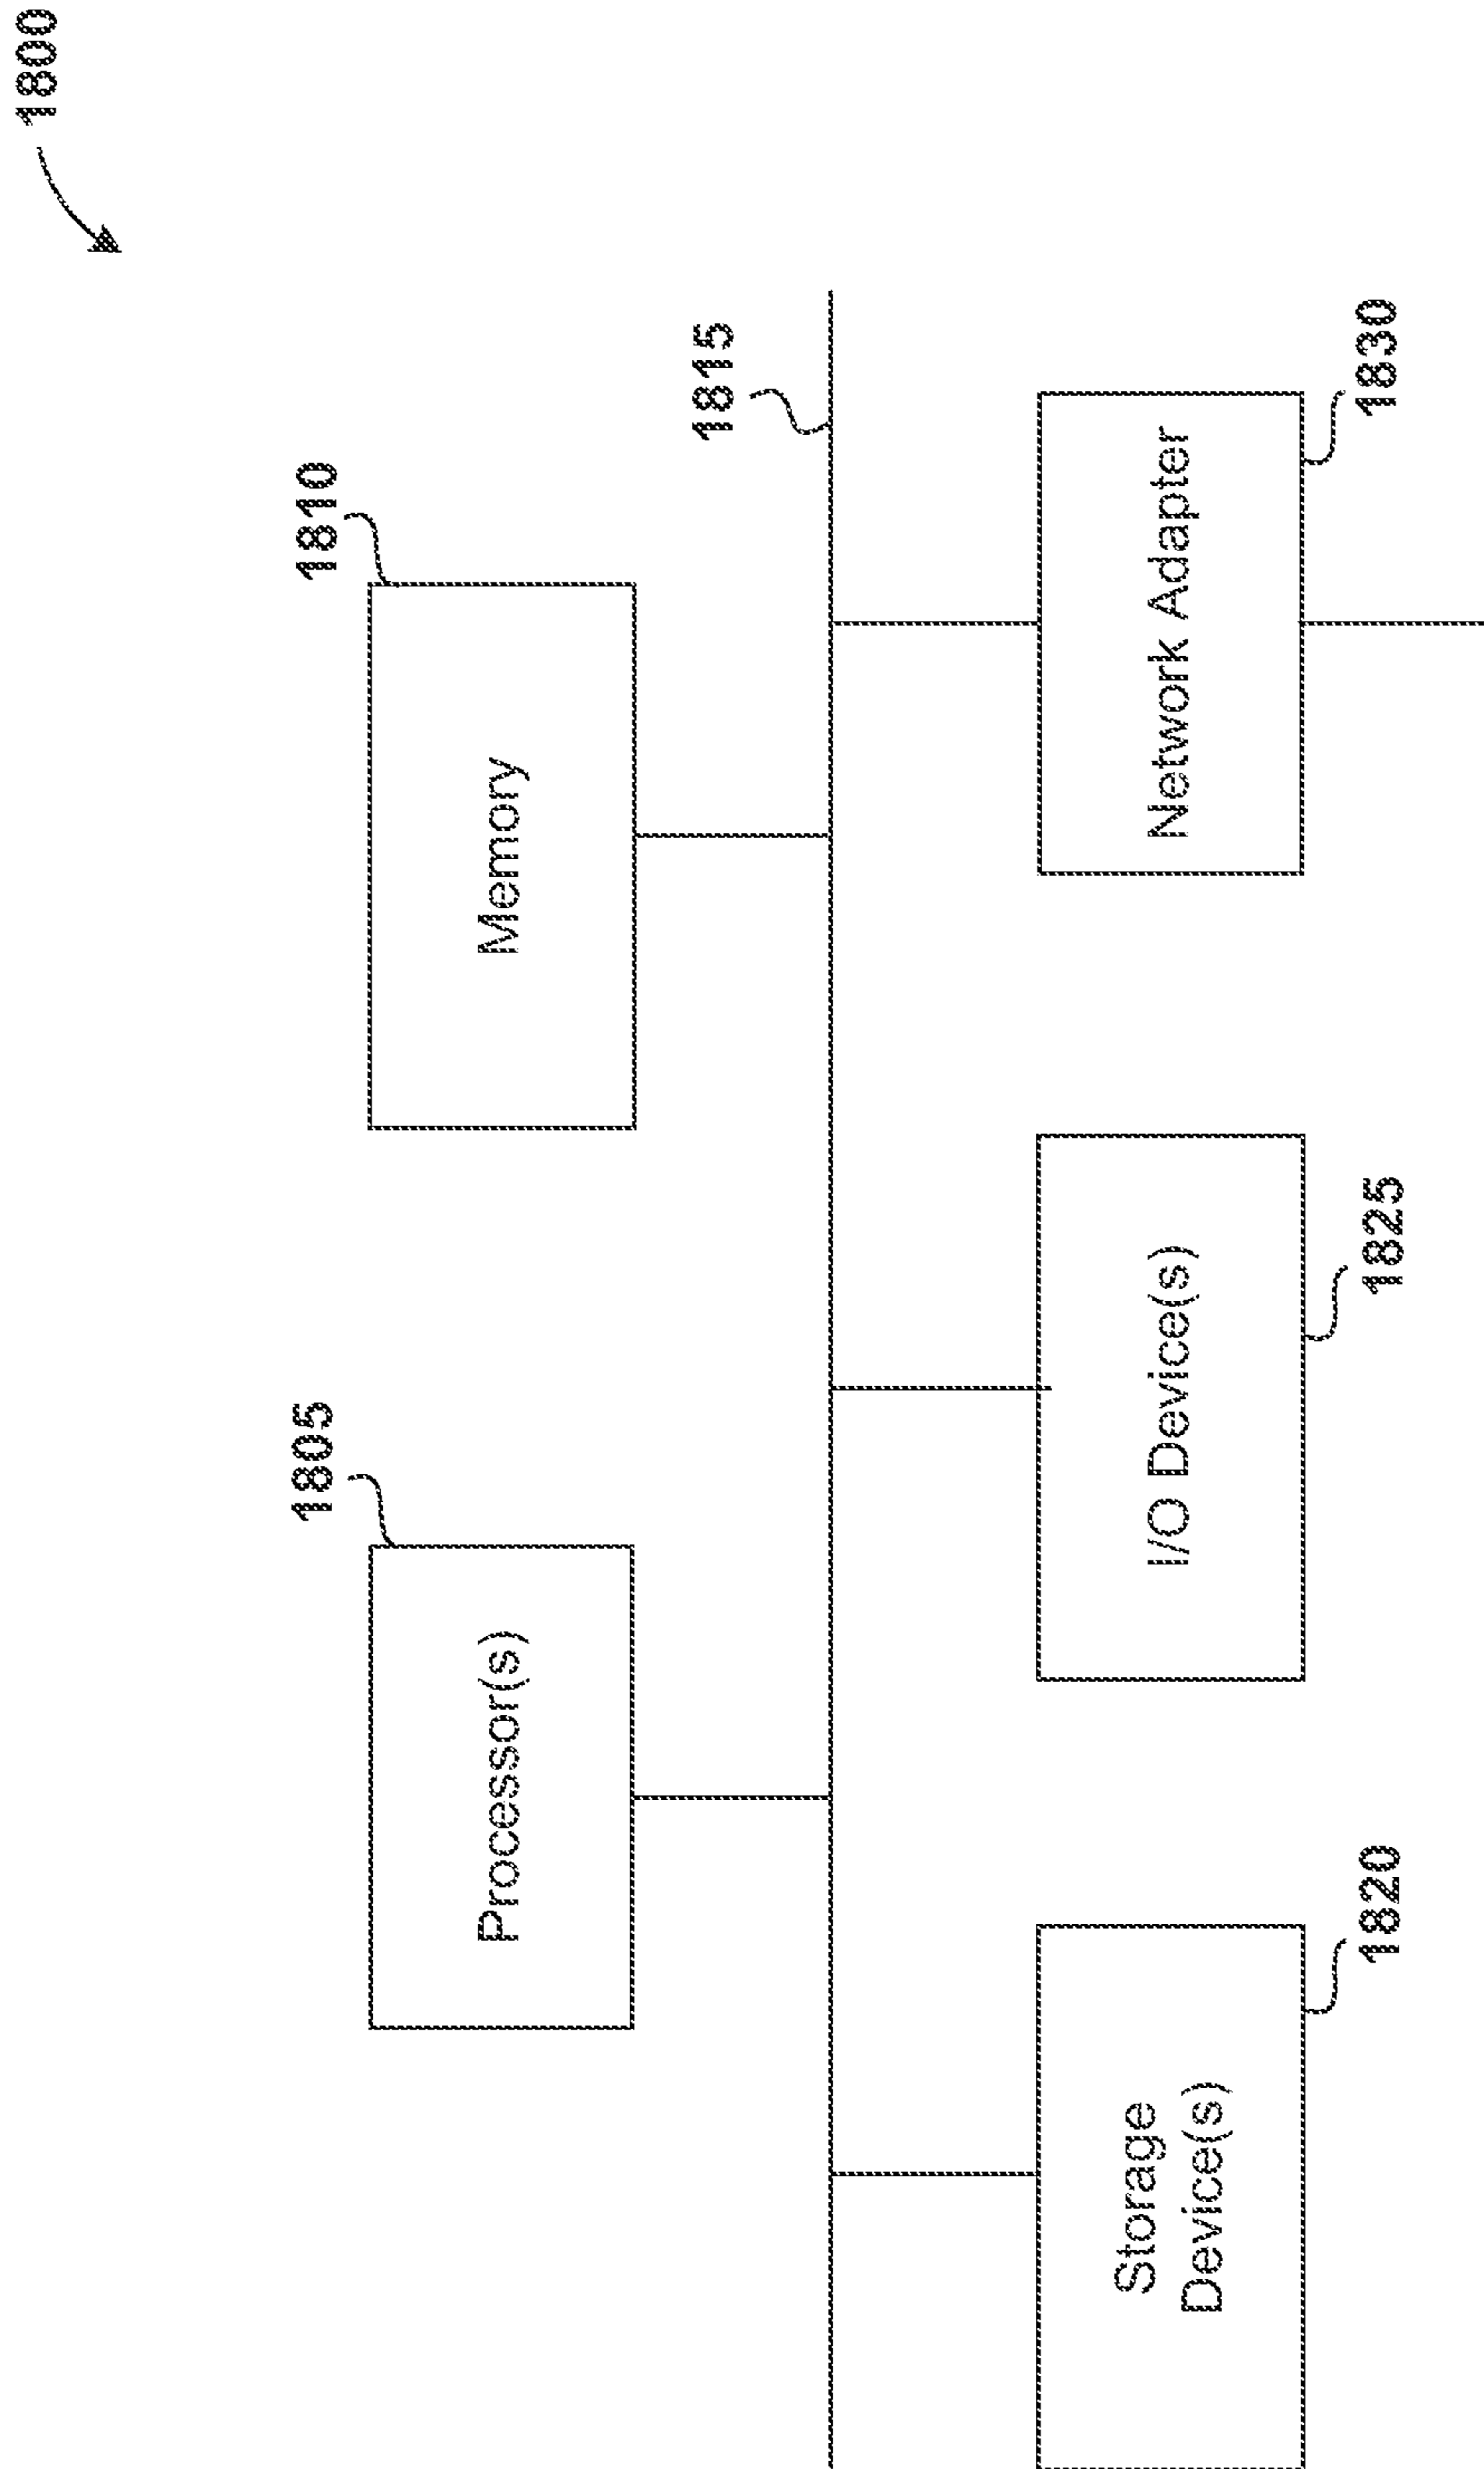 1800
1805
Processor(s)
1810
Memory
1815
Storage
Device(s)
1820
I/O Device(s)
1825
Network Adapter
1830